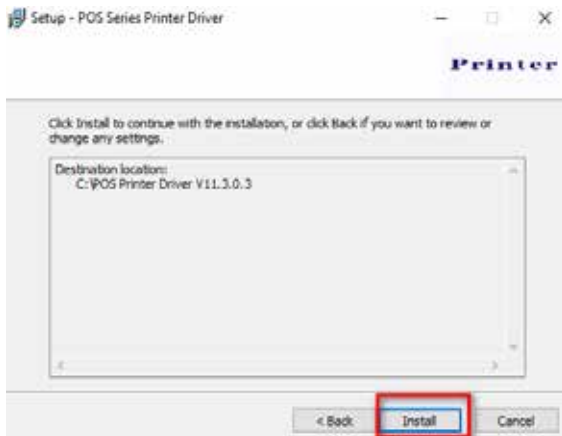 Setup - POS Series Printer Driver
Printer
Click Install to continue with the installation, or click Back if you want to review or
change any settings.
Destination location:
C:\POS Printer Driver V11.3.0.3
< Back Install Cancel